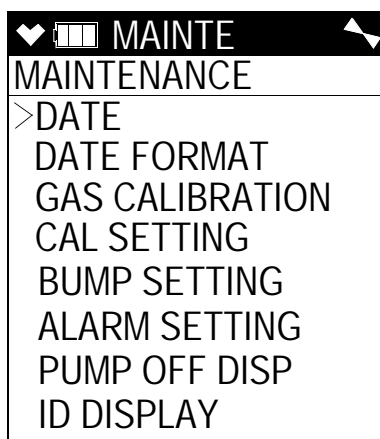 MAINTE
MAINTENANCE
>DATE
DATE FORMAT
GAS CALIBRATION
CAL SETTING
BUMP SETTING
ALARM SETTING
PUMP OFF DISP
ID DISPLAY